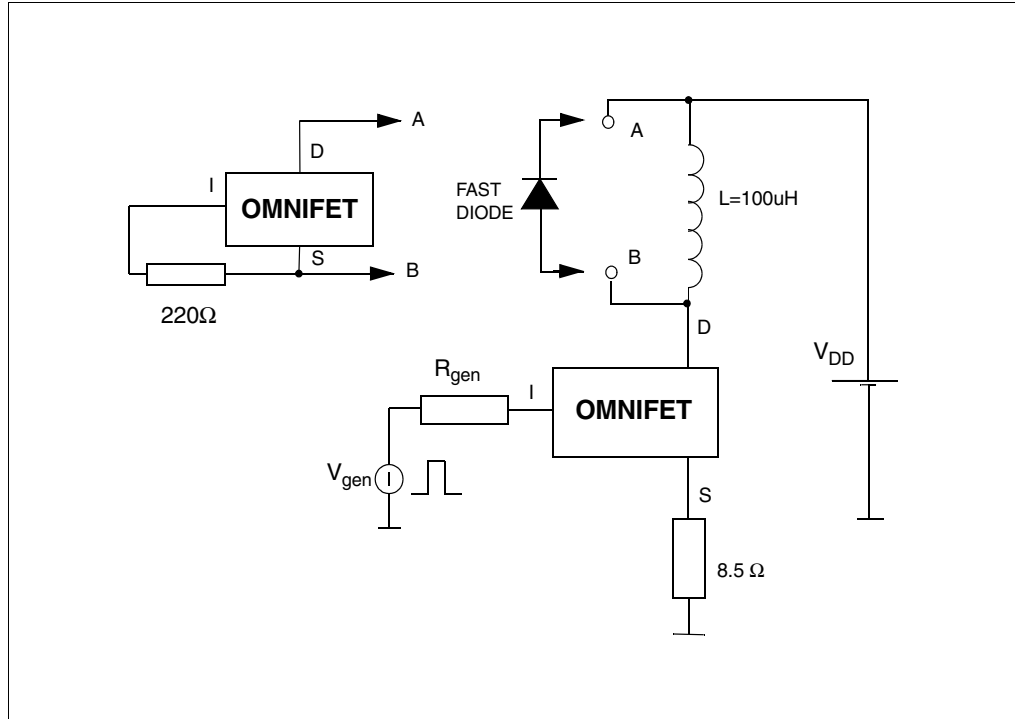 A
D
I
OMNIFET
S
B
220Ω
FAST
DIODE
A
B
L=100uH
D
VDD
Rgen
I
OMNIFET
Vgen
S
8.5 Ω